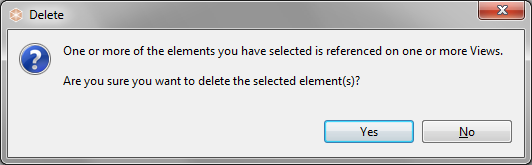 Delete
One or more of the elements you have selected is referenced on one or more Views.
Are you sure you want to delete the selected element(s)?
Yes No